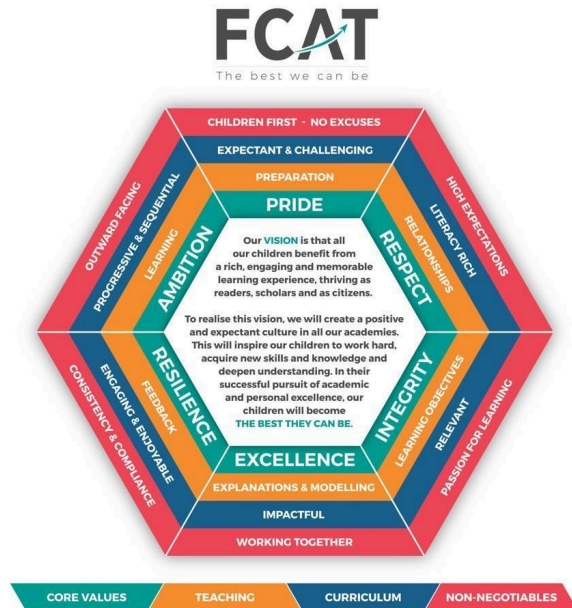 FCAT
The best we can be
CHILDREN FIRST - NO EXCUSES
EXPECTANT & CHALLENGING
PREPARATION
PRIDE
OUTWARD FACING
PROGRESSIVE & SEQUENTIAL
LEARNING
AMBITION
HIGH EXPECTATIONS
LITERACY RICH
RELATIONSHIPS
RESPECT
Our VISION is that all
our children benefit from
a rich, engaging and memorable
learning experience, thriving as
readers, scholars and as citizens.
To realise this vision, we will create a positive
and expectant culture in all our academies.
This will inspire our children to work hard,
acquire new skills and knowledge and
deepen understanding. In their
successful pursuit of academic
and personal excellence, our
children will become
THE BEST THEY CAN BE.
CONSISTENCY & COMPLIANCE
ENGAGING & ENJOYABLE
FEEDBACK
RESILIENCE
INTEGRITY
LEARNING OBJECTIVES
RELEVANT
PASSION FOR LEARNING
EXCELLENCE
EXPLANATIONS & MODELLING
IMPACTFUL
WORKING TOGETHER
CORE VALUES
TEACHING
CURRICULUM
NON-NEGOTIABLES